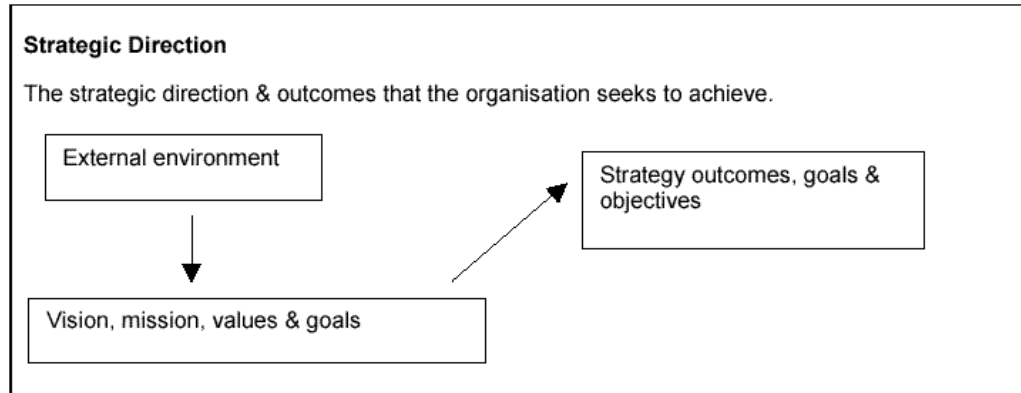 Strategic Direction
The strategic direction & outcomes that the organisation seeks to achieve.
External environment
Strategy outcomes, goals &
objectives
Vision, mission, values & goals